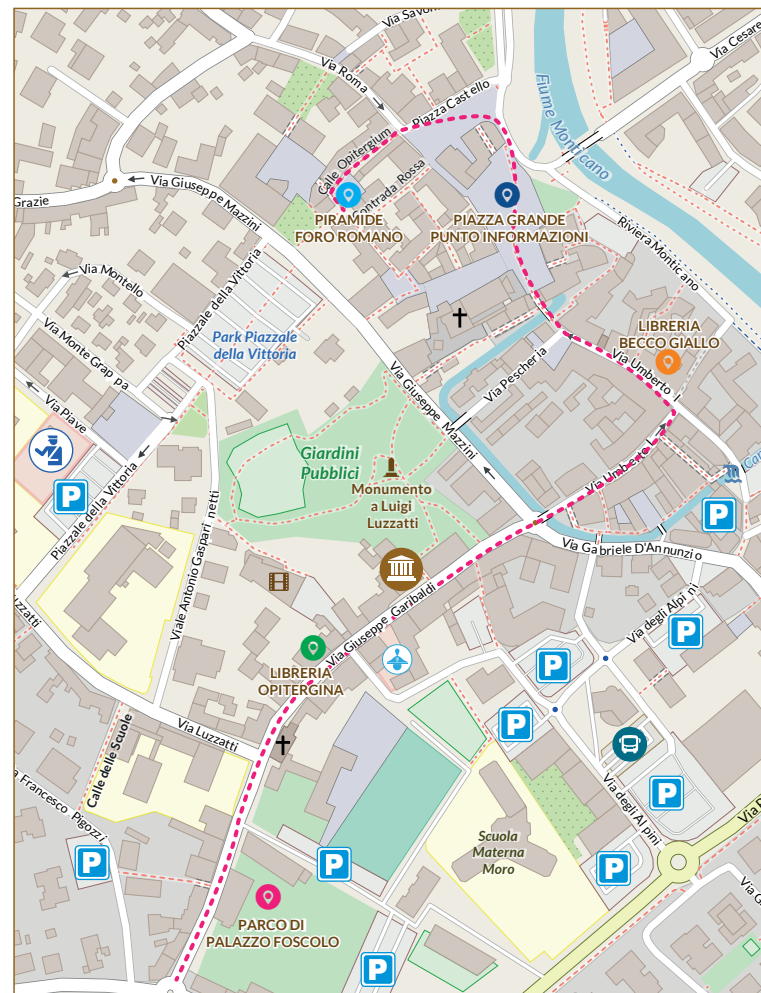 Via Savo
Via Cesare
Via Roma
Piazza Castello
Fiume Monticano
Calle Opitergium
Contrada Rossa
Via Giuseppe Mazzini
Grazie
PIRAMIDE
FORO ROMANO
PIAZZA GRANDE
PUNTO INFORMAZIONI
Riviera Monticano
Via Montello
Piazzale della Vittoria
Park Piazzale
della Vittoria
LIBRERIA
BECCO GIALLO
Via Monte Grappa
Via Pescheria
Via Umberto I
Via Giuseppe Mazzini
Via Piave
Giardini
Pubblici
Monumento
a Luigi
Luzzatti
Via Umberto I
Can
P
P
Piazzale della Vittoria
Via Gabriele D'Annunzio
Viale Antonio Gasparinetti
Via Giuseppe Garibaldi
Via degli Alpini
P
uzzatti
LIBRERIA
OPITERGINA
P
Via Luzzatti
P
Calle delle Scuole
Via degli Alpini
P
a Francesco Pigozzi
Scuola
Materna
Moro
P
P
P
PARCO DI
PALAZZO FOSCOLO
P